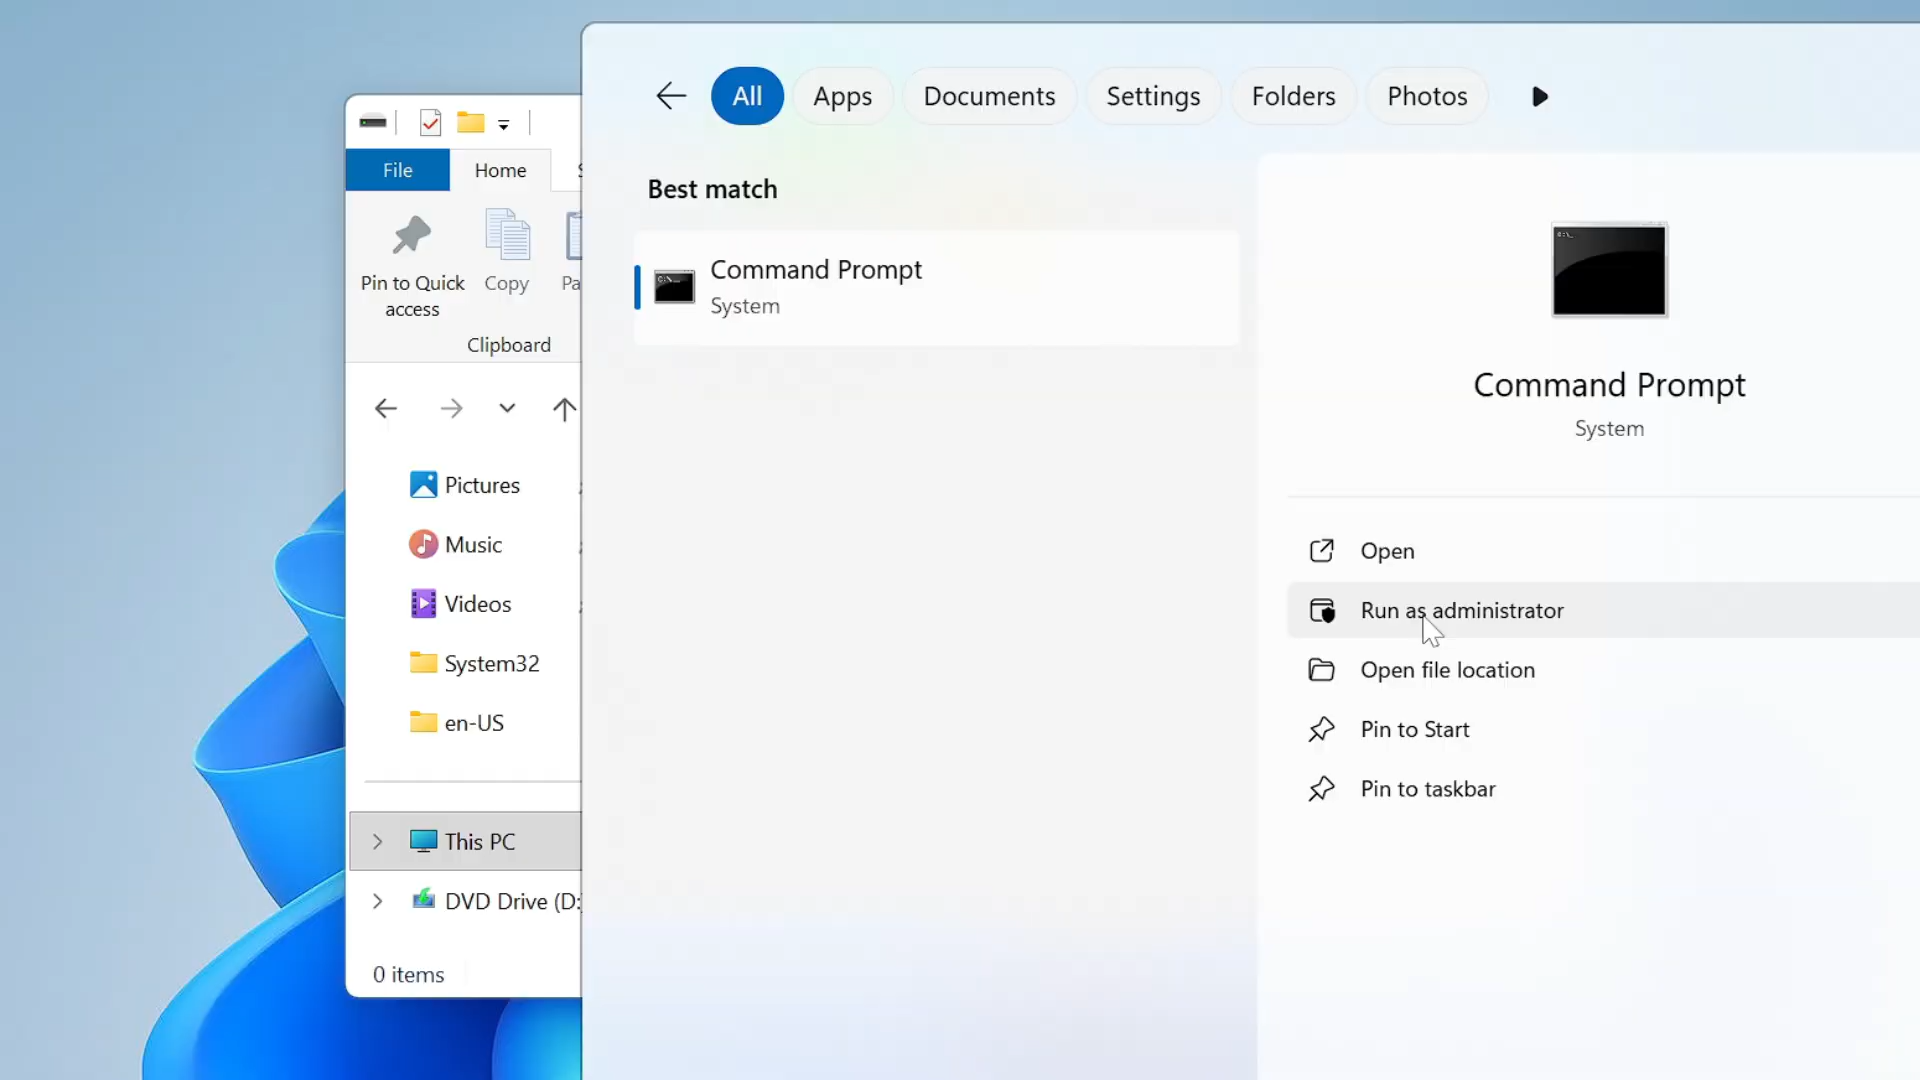 File
Home
Pin to Quick
access
Copy
Clipboard
Pictures
Music
Videos
System32
en-US
This PC
DVD Drive (D:
0 items
All
Apps
Documents
Settings
Folders
Photos
Best match
Command Prompt
System
Command Prompt
System
Open
Run as administrator
Open file location
Pin to Start
Pin to taskbar